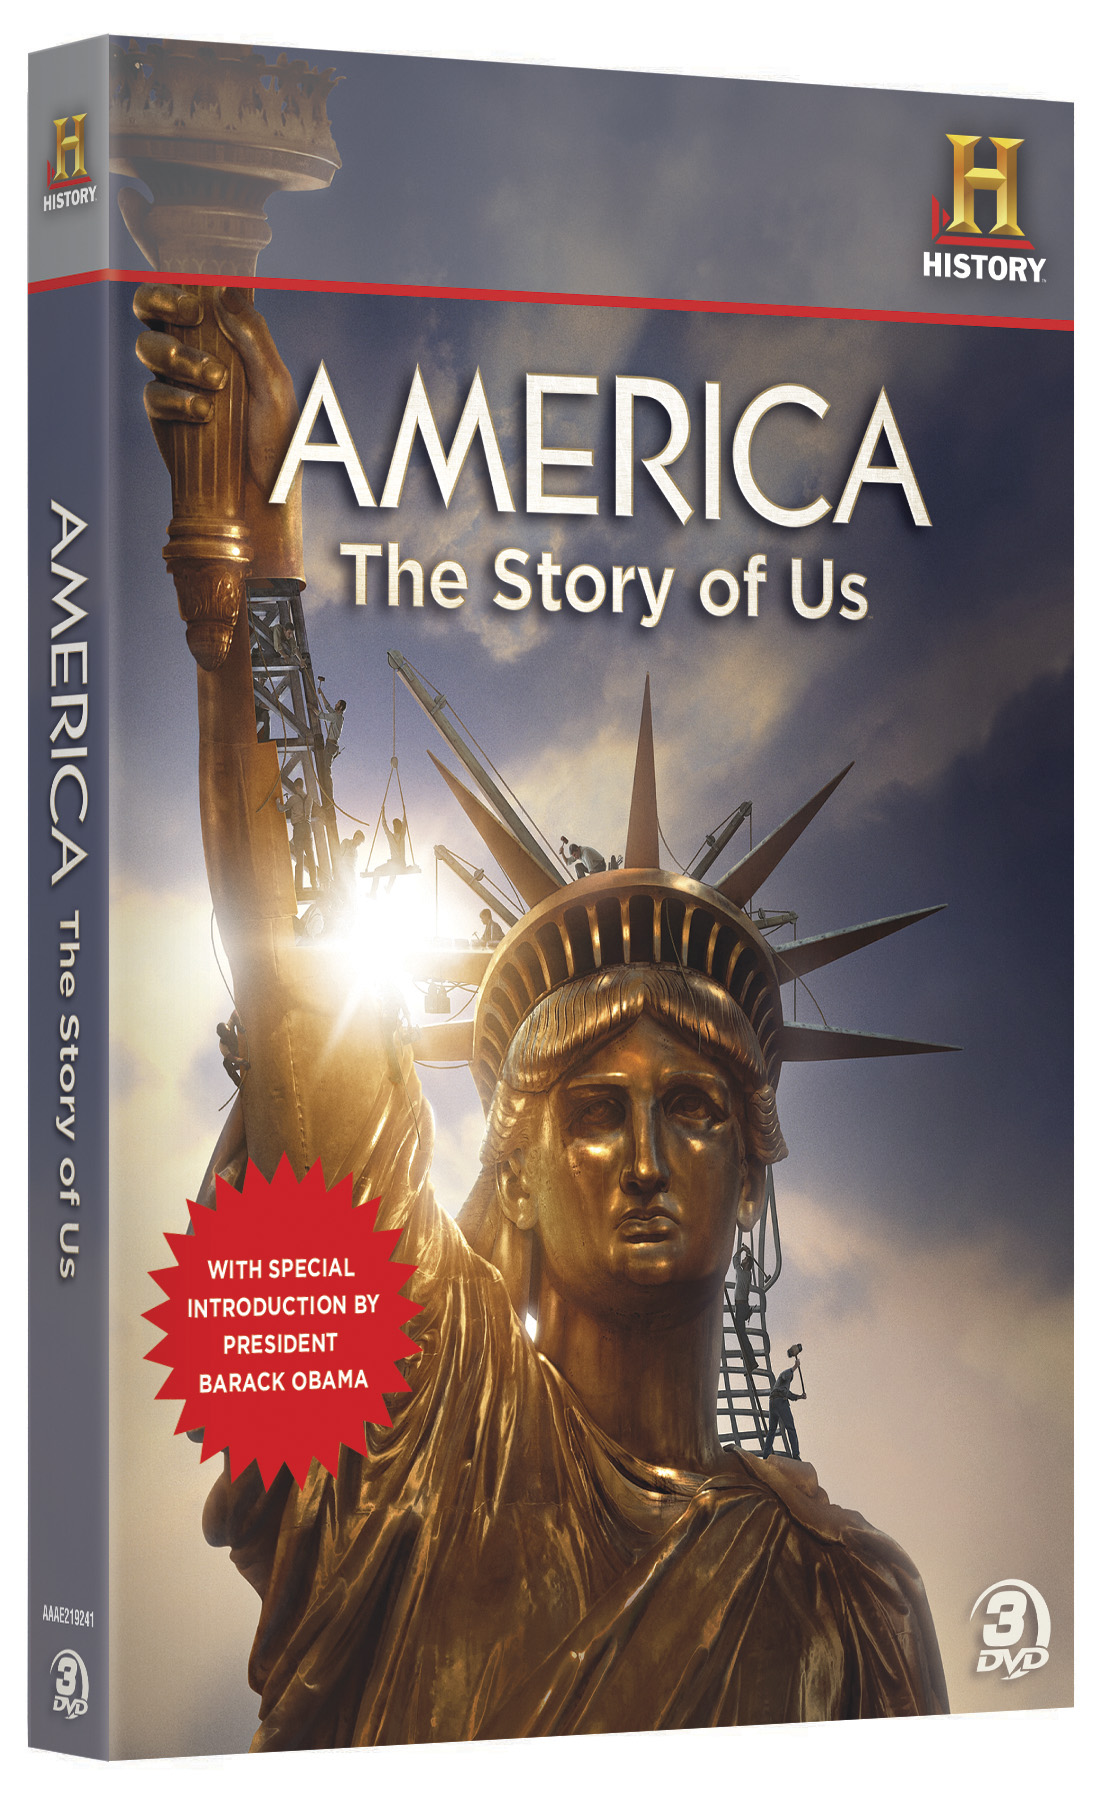 H
HISTORY
AMERICA The Story of Us
AAAE219241
3
DVD
H
HISTORY
AMERICA
The Story of Us
WITH SPECIAL
INTRODUCTION BY
PRESIDENT
BARACK OBAMA
3
DVD